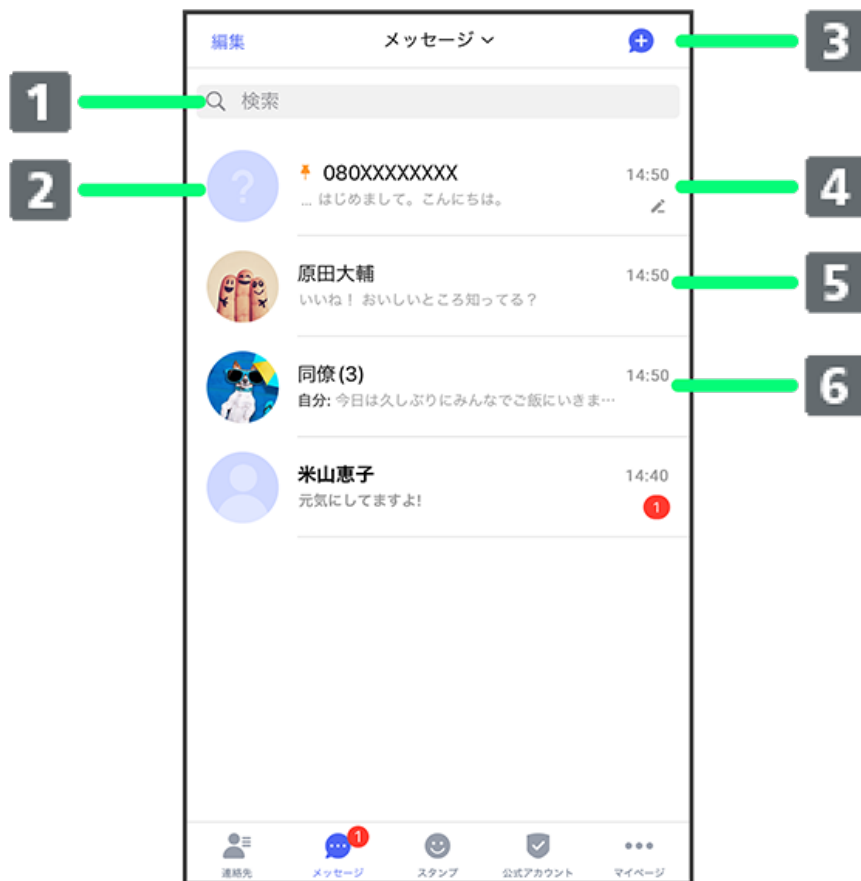 編集 メッセージ 3
1 検索
080XXXXXXXX 14:50 4
2 ... はじめまして。こんにちは。
原田大輔 14:50 5
いいね！ おいしいところ知ってる？
同僚(3) 14:50 6
自分: 今日は久しぶりにみんなでご飯にいきま…
米山恵子 14:40
元気にしてますよ! 1
1
連絡先 メッセージ スタンプ 公式アカウント マイページ